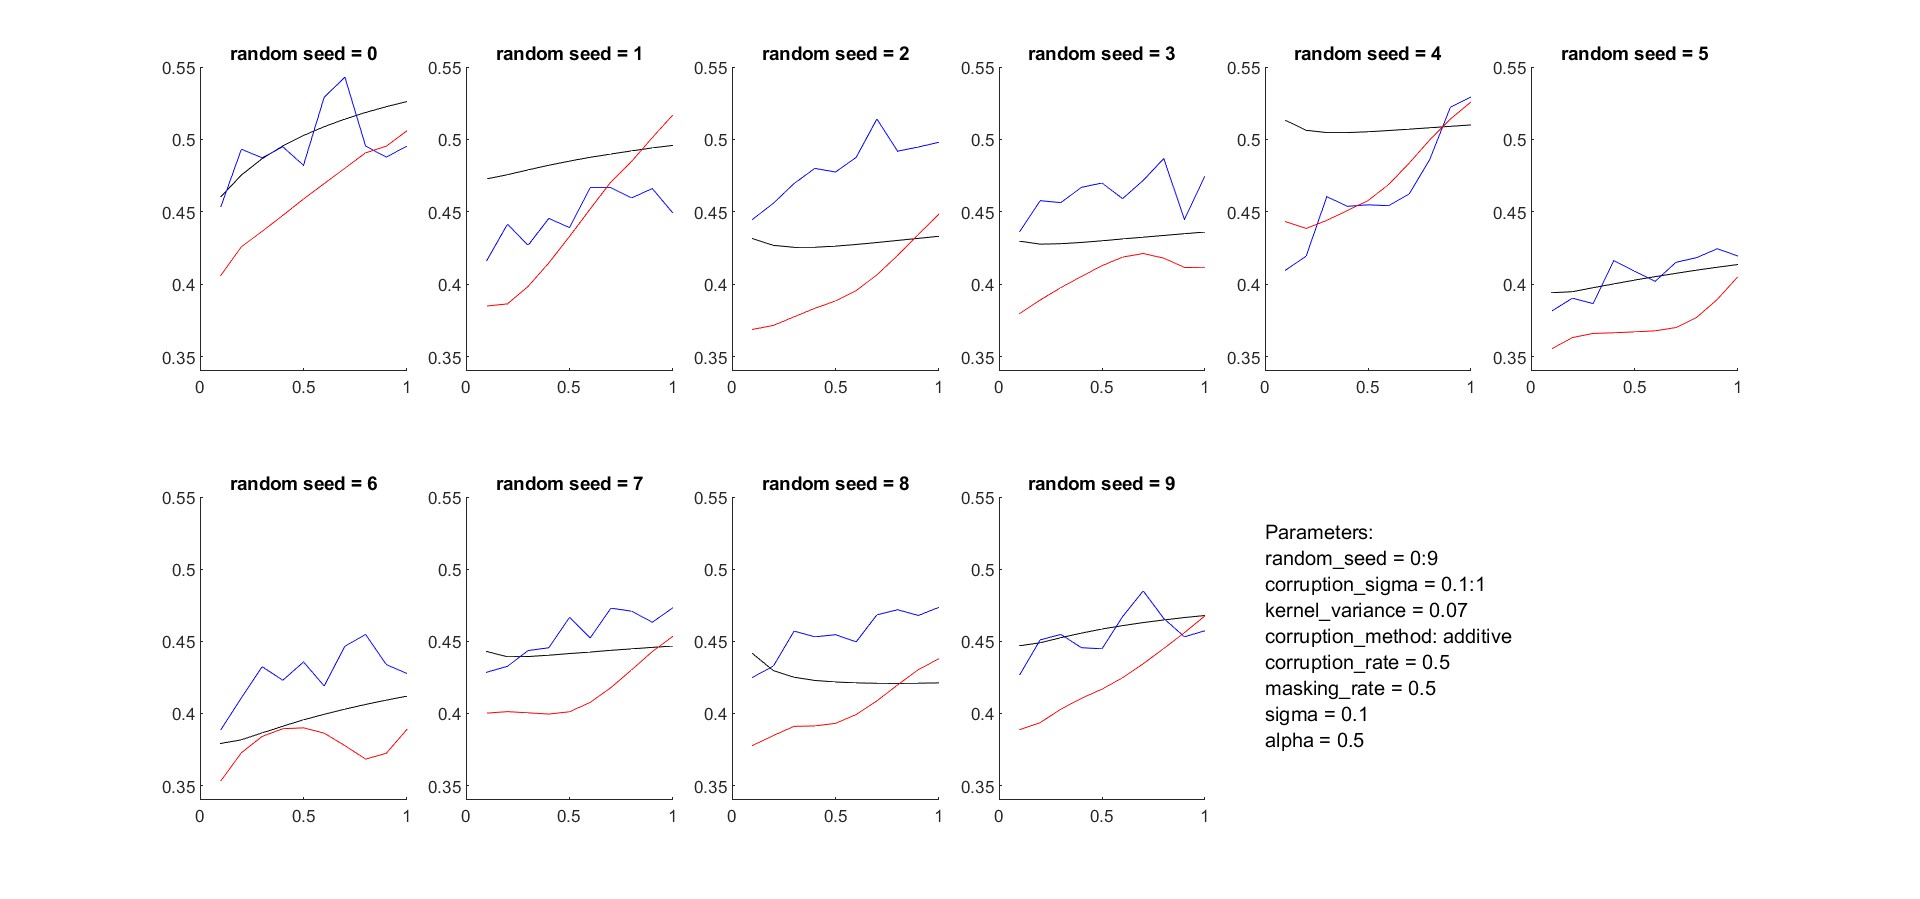 random seed = 0
0.55
0.5
0.45
0.4
0.35
0 0.5 1
random seed = 1
0.55
0.5
0.45
0.4
0.35
0 0.5 1
random seed = 2
0.55
0.5
0.45
0.4
0.35
0 0.5 1
random seed = 3
0.55
0.5
0.45
0.4
0.35
0 0.5 1
random seed = 4
0.55
0.5
0.45
0.4
0.35
0 0.5 1
random seed = 5
0.55
0.5
0.45
0.4
0.35
0 0.5 1
random seed = 6
0.55
0.5
0.45
0.4
0.35
0 0.5 1
random seed = 7
0.55
0.5
0.45
0.4
0.35
0 0.5 1
random seed = 8
0.55
0.5
0.45
0.4
0.35
0 0.5 1
random seed = 9
0.55
0.5
0.45
0.4
0.35
0 0.5 1
Parameters:
random_seed = 0:9
corruption_sigma = 0.1:1
kernel_variance = 0.07
corruption_method: additive
corruption_rate = 0.5
masking_rate = 0.5
sigma = 0.1
alpha = 0.5